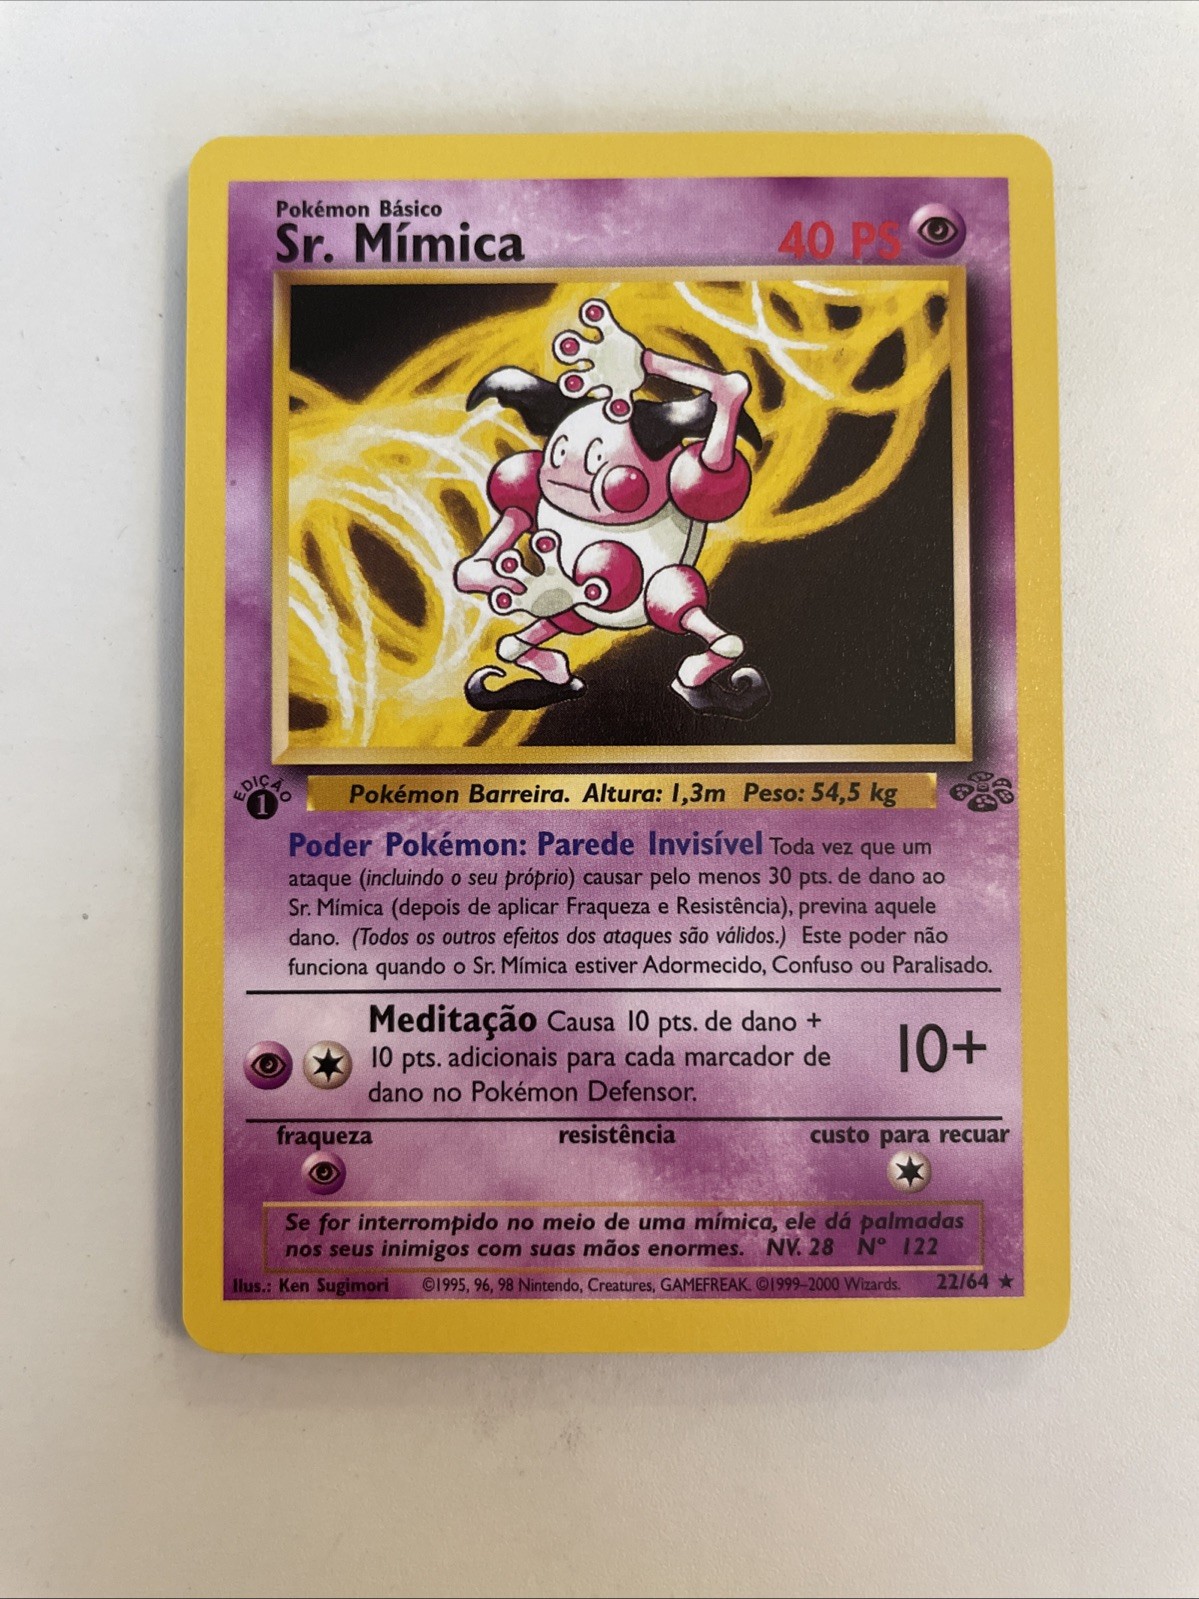 Pokémon Básico
Sr. Mímica
40 PS
EDIÇÃO
1
Pokémon Barreira. Altura: 1,3m Peso: 54,5 kg
Poder Pokémon: Parede Invisível Toda vez que um
ataque (incluindo o seu próprio) causar pelo menos 30 pts. de dano ao
Sr. Mímica (depois de aplicar Fraqueza e Resistência), previna aquele
dano. (Todos os outros efeitos dos ataques são válidos.) Este poder não
funciona quando o Sr. Mímica estiver Adormecido, Confuso ou Paralisado.
Meditação Causa 10 pts. de dano +
10 pts. adicionais para cada marcador de
dano no Pokémon Defensor.
10+
fraqueza resistência custo para recuar
Se for interrompido no meio de uma mímica, ele dá palmadas
nos seus inimigos com suas mãos enormes. NV. 28 Nº 122
Ilus.: Ken Sugimori ©1995, 96, 98 Nintendo, Creatures, GAMEFREAK. ©1999–2000 Wizards. 22/64 ★